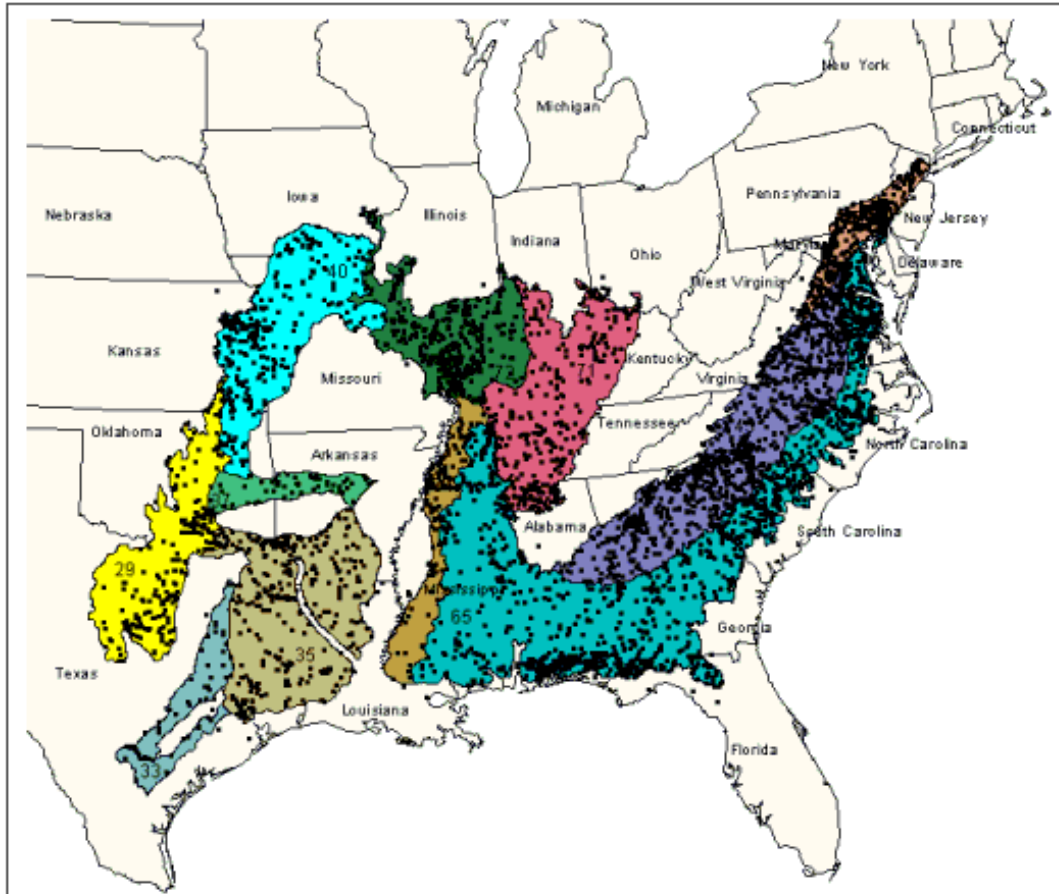 New York
Michigan
Connecticut
Pennsylvania
Iowa
Illinois
Nebraska
New Jersey
Indiana
Ohio
Delaware
40
West Virginia
Kansas
Missouri
72
71
Kentucky
Virginia
Oklahoma
Tennessee
North Carolina
Arkansas
Alabama
South Carolina
29
Mississippi
65
Georgia
35
Texas
Louisiana
Florida
33